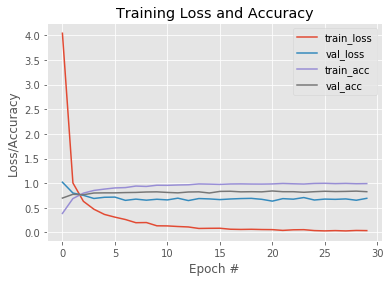 Training Loss and Accuracy
train_loss
val_loss
train_acc
val_acc
Loss/Accuracy
4.0
3.5
3.0
2.5
2.0
1.5
1.0
0.5
0.0
0 5 10 15 20 25 30
Epoch #